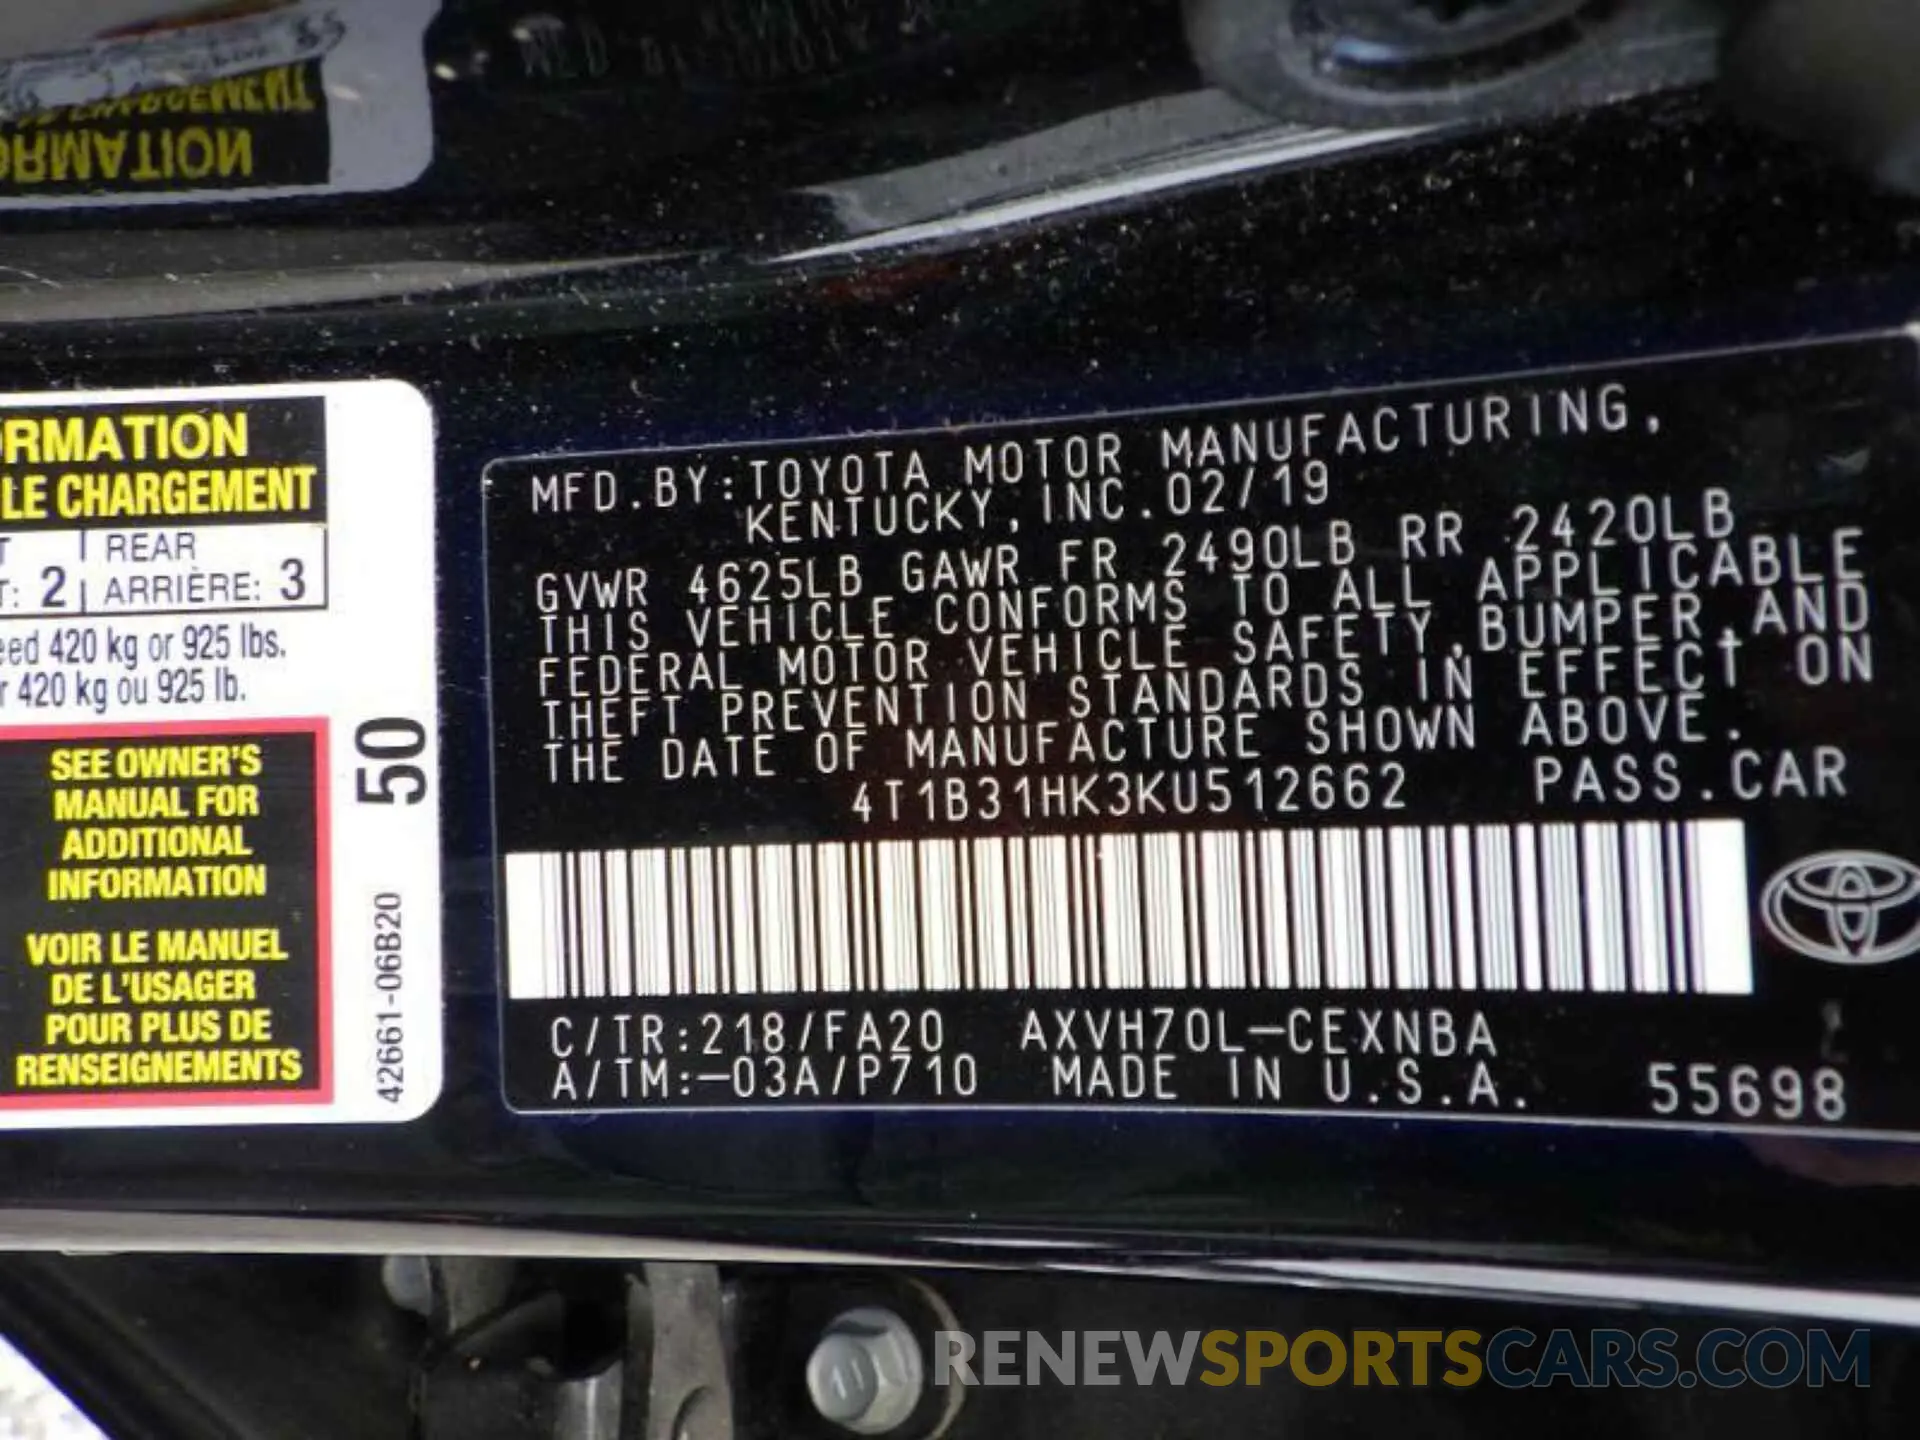 ORMATION
LE CHARGEMENT
REAR
2 ARRIÈRE: 3
eed 420 kg or 925 lbs.
r 420 kg ou 925 lb.
SEE OWNER'S
MANUAL FOR
ADDITIONAL
INFORMATION
VOIR LE MANUEL
DE L'USAGER
POUR PLUS DE
RENSEIGNEMENTS
50
42661-06B20
MFD.BY:TOYOTA MOTOR MANUFACTURING,
KENTUCKY, INC.02/19
GVWR 4625LB GAWR FR 2490LB RR 2420LB
THIS VEHICLE CONFORMS TO ALL APPLICABLE
FEDERAL MOTOR VEHICLE SAFETY,BUMPER,AND
THEFT PREVENTION STANDARDS IN EFFECT ON
THE DATE OF MANUFACTURE SHOWN ABOVE.
4T1B31HK3KU512662 PASS.CAR
C/TR:218/FA20 AXVH70L-CEXNBA
A/TM:-03A/P710 MADE IN U.S.A. 55698
RENEWSPORTSCARS.COM